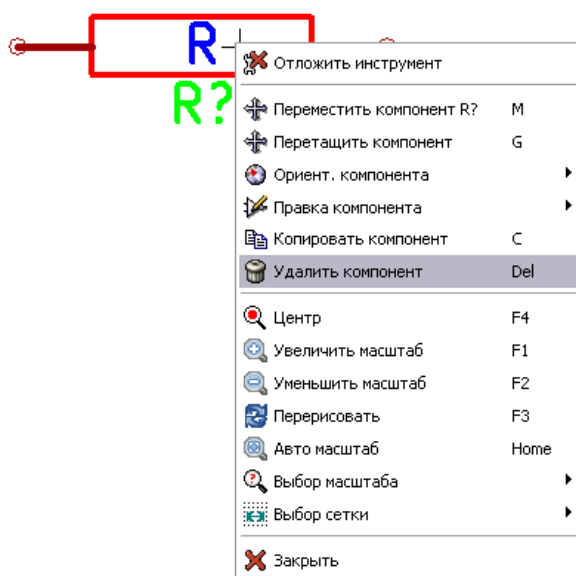 R
R?
Отложить инструмент
Переместить компонент R? M
Перетащить компонент G
Ориент. компонента
Правка компонента
Копировать компонент C
Удалить компонент Del
Центр F4
Увеличить масштаб F1
Уменьшить масштаб F2
Перерисовать F3
Авто масштаб Home
Выбор масштаба
Выбор сетки
Закрыть